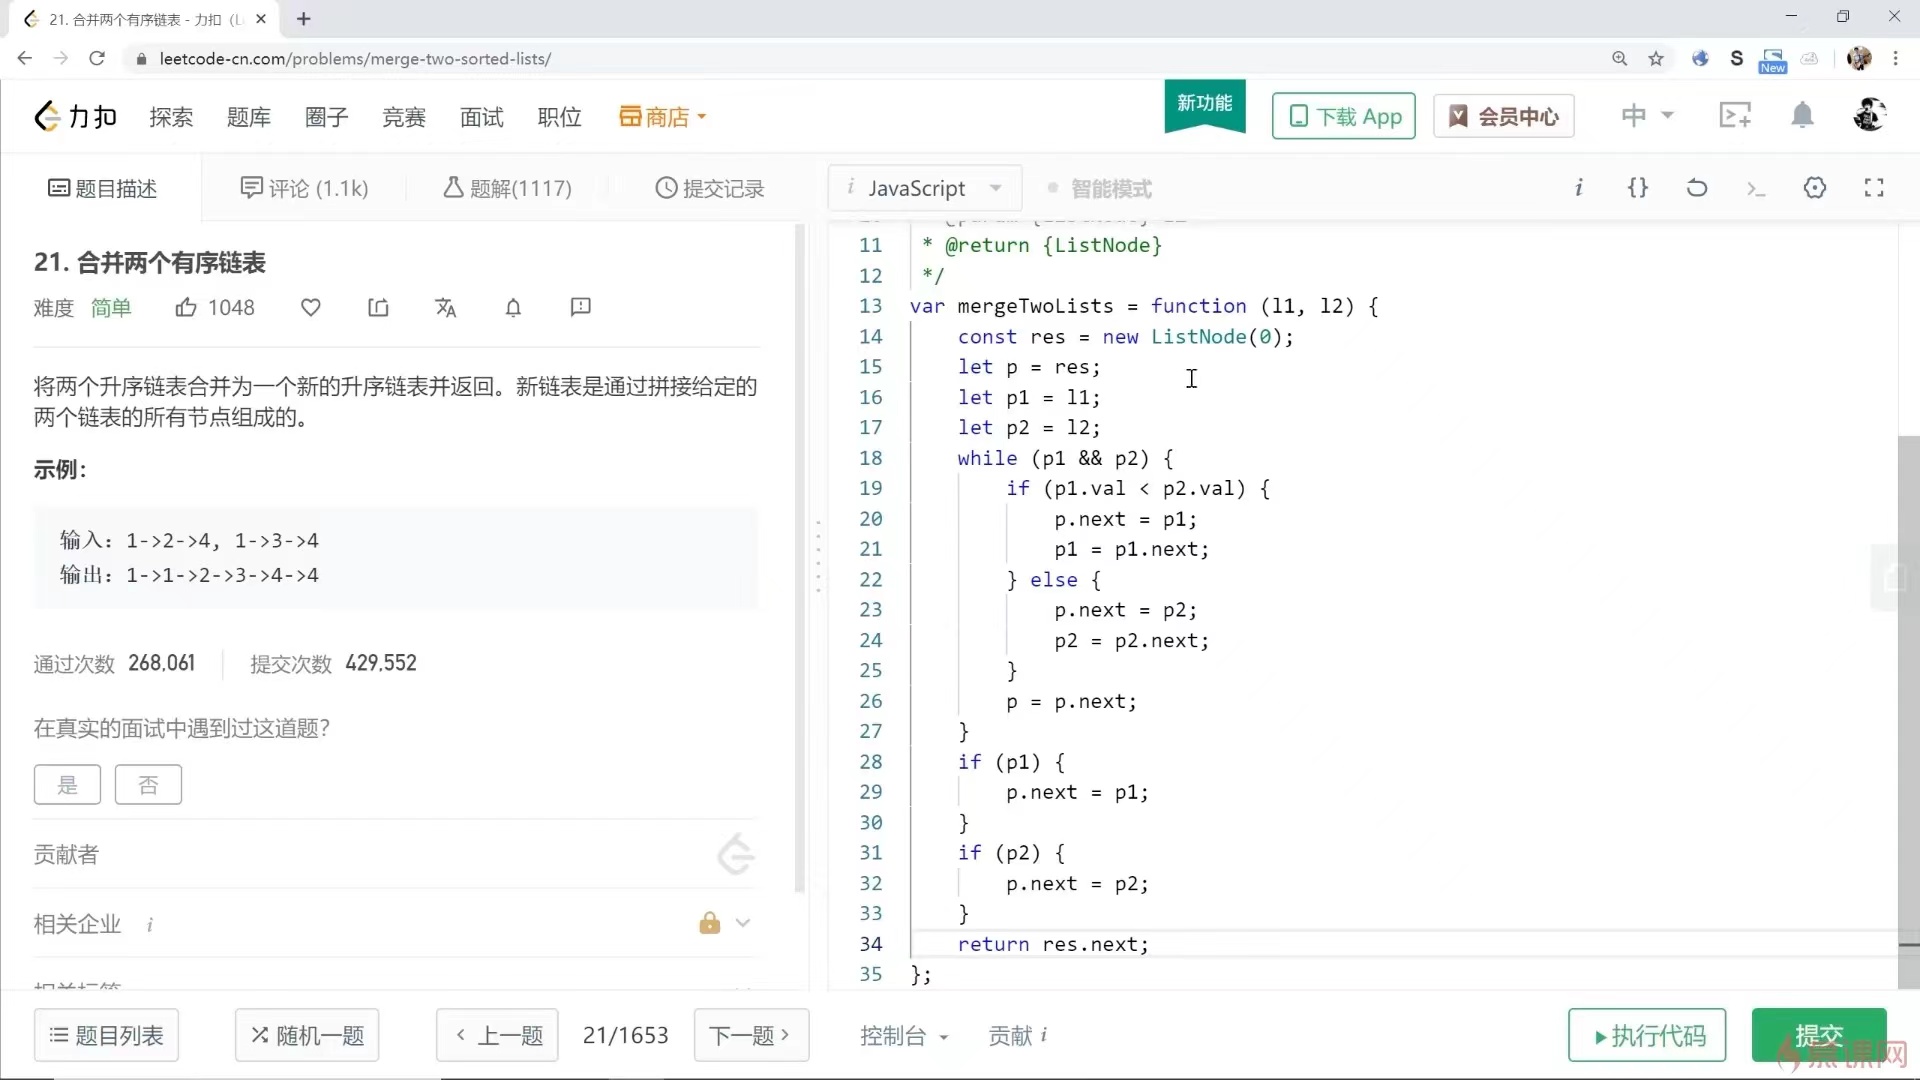 21. 合并两个有序链表 - 力扣（L
leetcode-cn.com/problems/merge-two-sorted-lists/
S
New
力扣 探索 题库 圈子 竞赛 面试 职位 商店
新功能
下载 App
会员中心
中
题目描述
评论 (1.1k)
题解(1117)
提交记录
i JavaScript
智能模式
i {} >_
21. 合并两个有序链表
难度 简单 1048
将两个升序链表合并为一个新的升序链表并返回。新链表是通过拼接给定的
两个链表的所有节点组成的。
示例：
输入：1->2->4, 1->3->4
输出：1->1->2->3->4->4
通过次数 268,061 提交次数 429,552
在真实的面试中遇到过这道题？
是 否
贡献者
相关企业 i
11 * @return {ListNode}
12 */
13 var mergeTwoLists = function (l1, l2) {
14 const res = new ListNode(0);
15 let p = res;
16 let p1 = l1;
17 let p2 = l2;
18 while (p1 && p2) {
19 if (p1.val < p2.val) {
20 p.next = p1;
21 p1 = p1.next;
22 } else {
23 p.next = p2;
24 p2 = p2.next;
25 }
26 p = p.next;
27 }
28 if (p1) {
29 p.next = p1;
30 }
31 if (p2) {
32 p.next = p2;
33 }
34 return res.next;
35 };
题目列表
随机一题
上一题
21/1653
下一题
控制台
贡献 i
执行代码
提交
慕课网